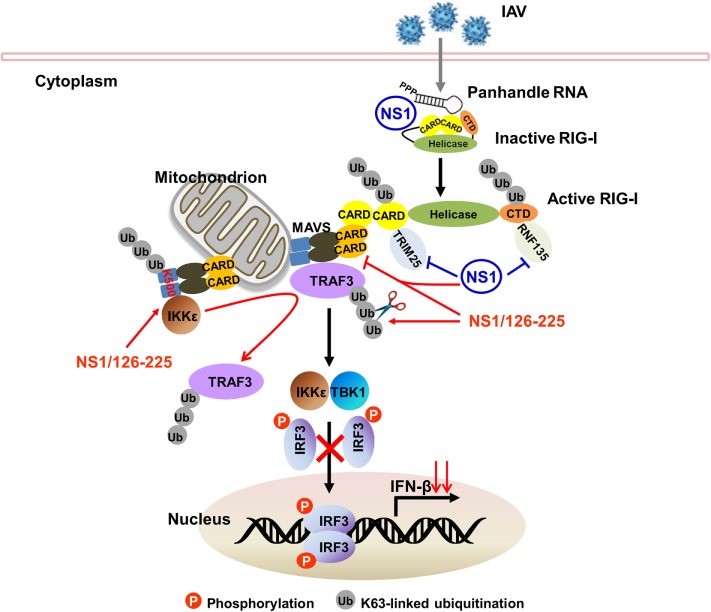 IAV
Cytoplasm
PPP
Panhandle RNA
NS1
CARD
CARD
CTD
Helicase
Inactive RIG-I
Ub
Ub
Ub
Ub
Ub
Ub
Active RIG-I
Mitochondrion
MAVS
CARD
CARD
Helicase
CTD
CARD
CARD
TRIM25
RNF135
NS1
Ub
Ub
Ub
K500
CARD
CARD
IKKε
TRAF3
Ub
Ub
Ub
NS1/126-225
NS1/126-225
TRAF3
Ub
Ub
Ub
IKKε
TBK1
P
IRF3
P
IRF3
IFN-β
Nucleus
P
IRF3
IRF3
P
P Phosphorylation
Ub K63-linked ubiquitination